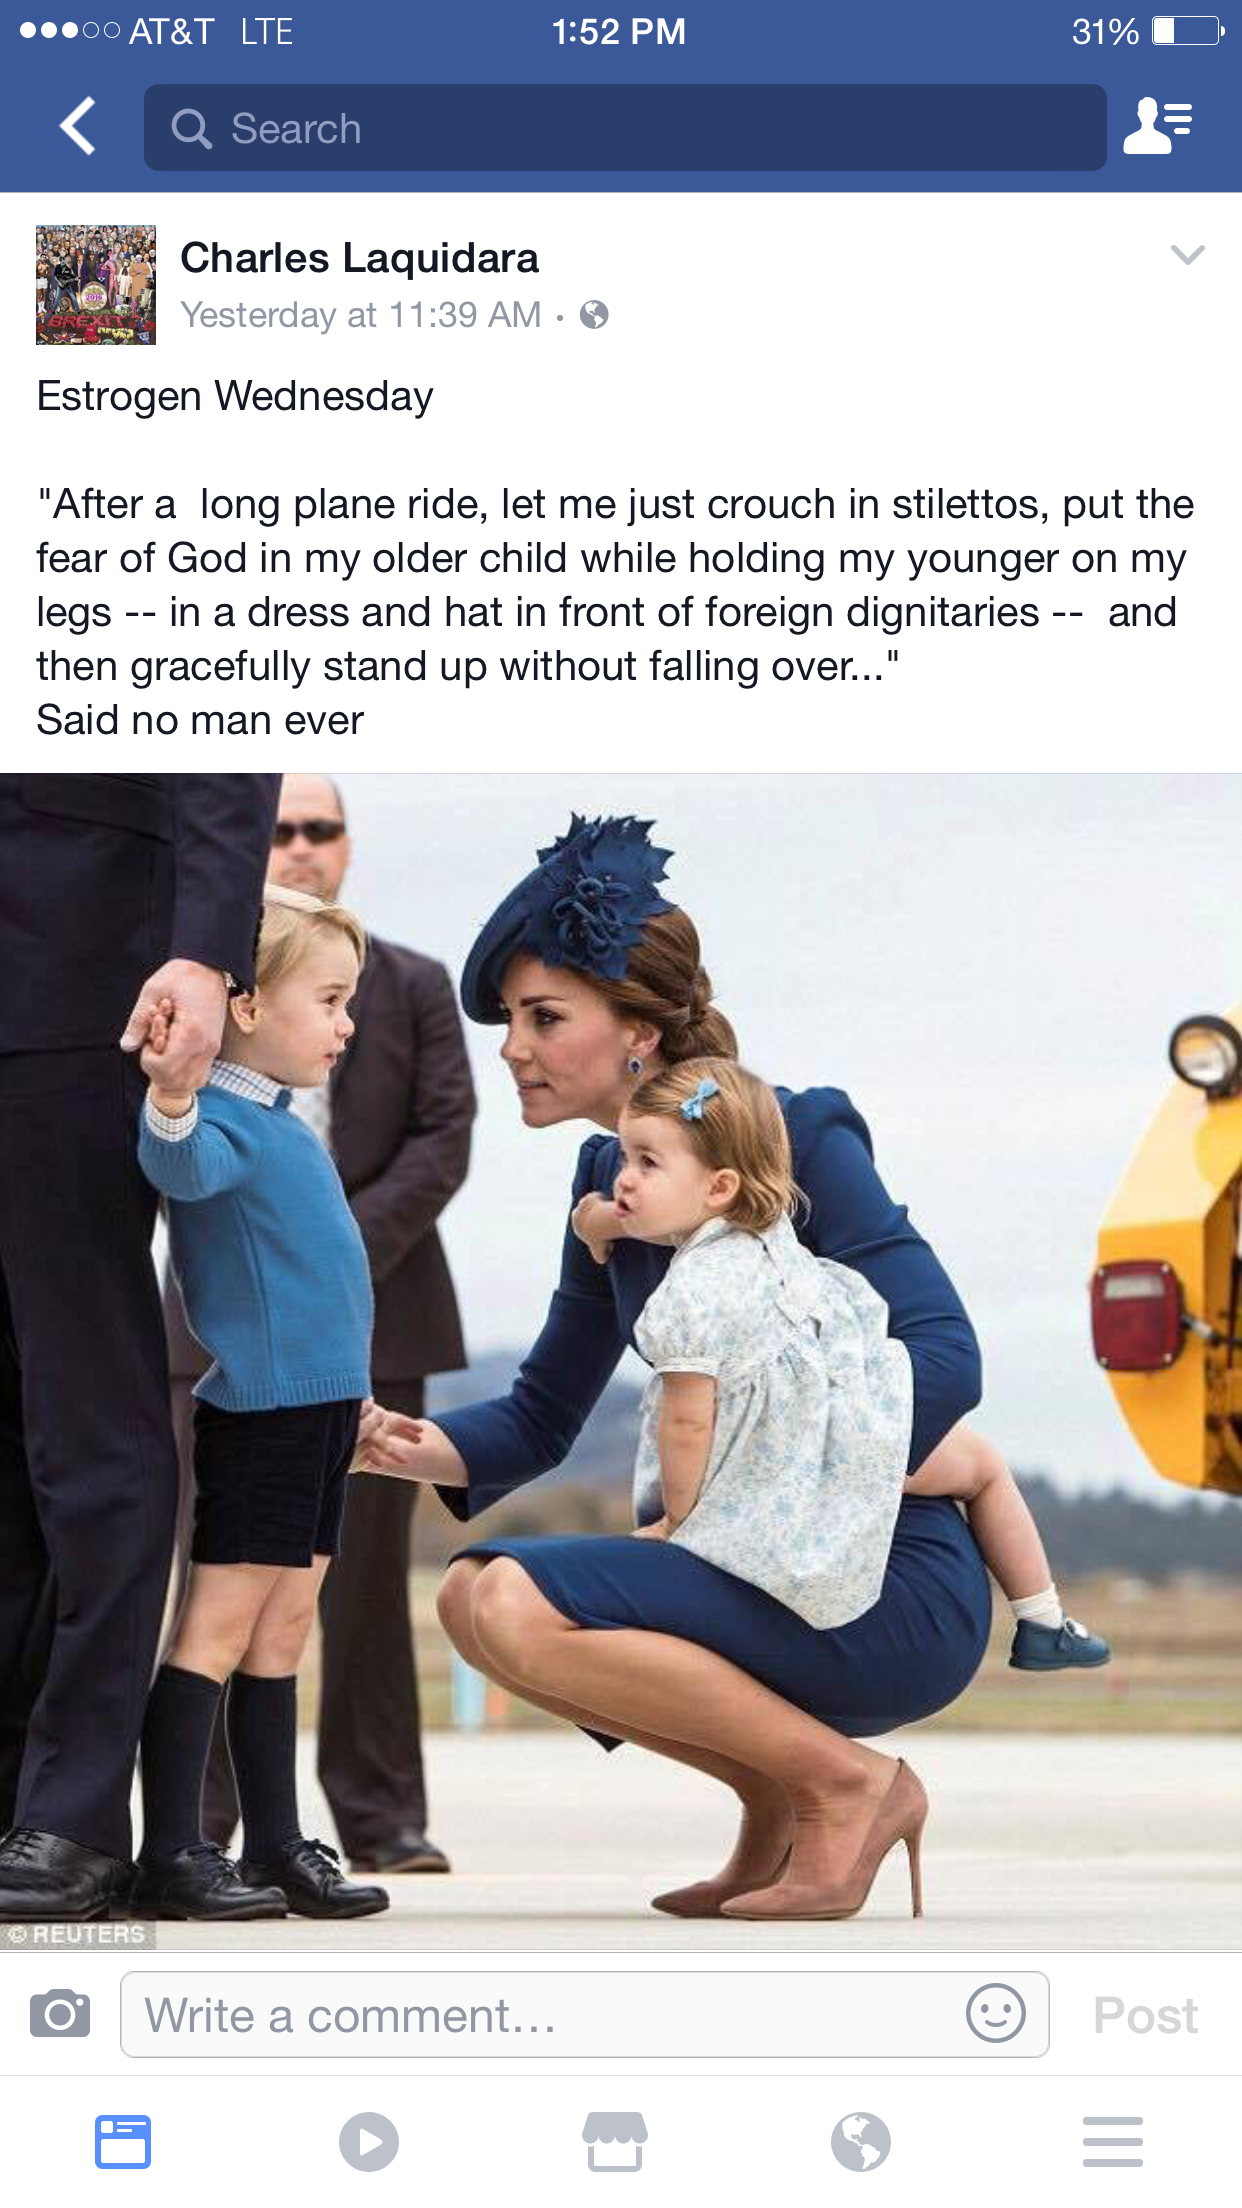 AT&T LTE 1:52 PM 31%
Search
Charles Laquidara
Yesterday at 11:39 AM ·
Estrogen Wednesday
"After a  long plane ride, let me just crouch in stilettos, put the
fear of God in my older child while holding my younger on my
legs -- in a dress and hat in front of foreign dignitaries --  and
then gracefully stand up without falling over..."
Said no man ever
2016
BREXIT
© REUTERS
Write a comment...
Post